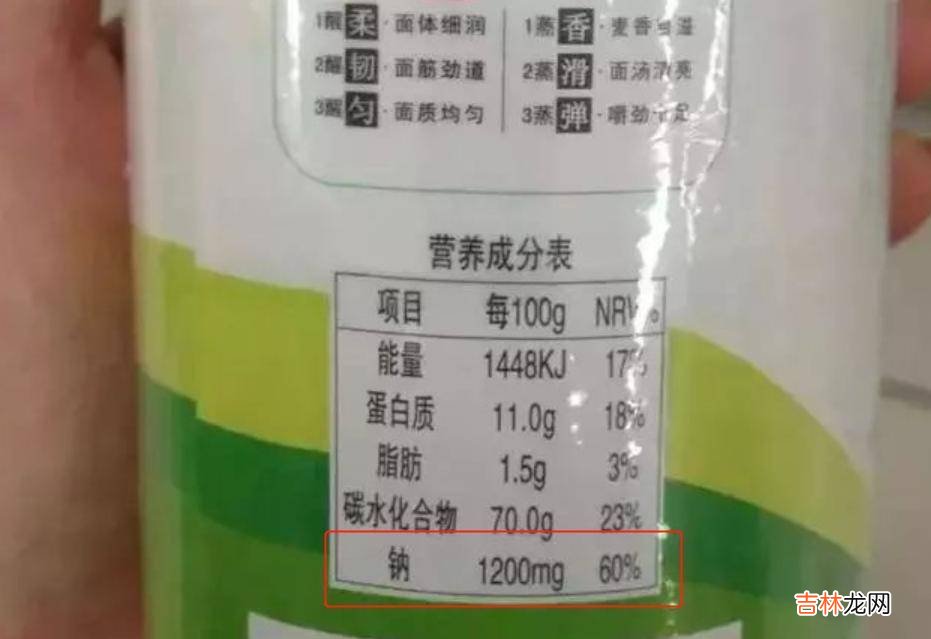 1醒柔·面体细润
2醒韧·面筋劲道
3醒匀·面质均匀
1蒸香·麦香
2蒸滑·面汤清亮
3蒸弹·嚼劲十足
营养成分表
项目 每100g NRV%
能量 1448KJ 17%
蛋白质 11.0g 18%
脂肪 1.5g 3%
碳水化合物 70.0g 23%
钠 1200mg 60%
吉林龙网